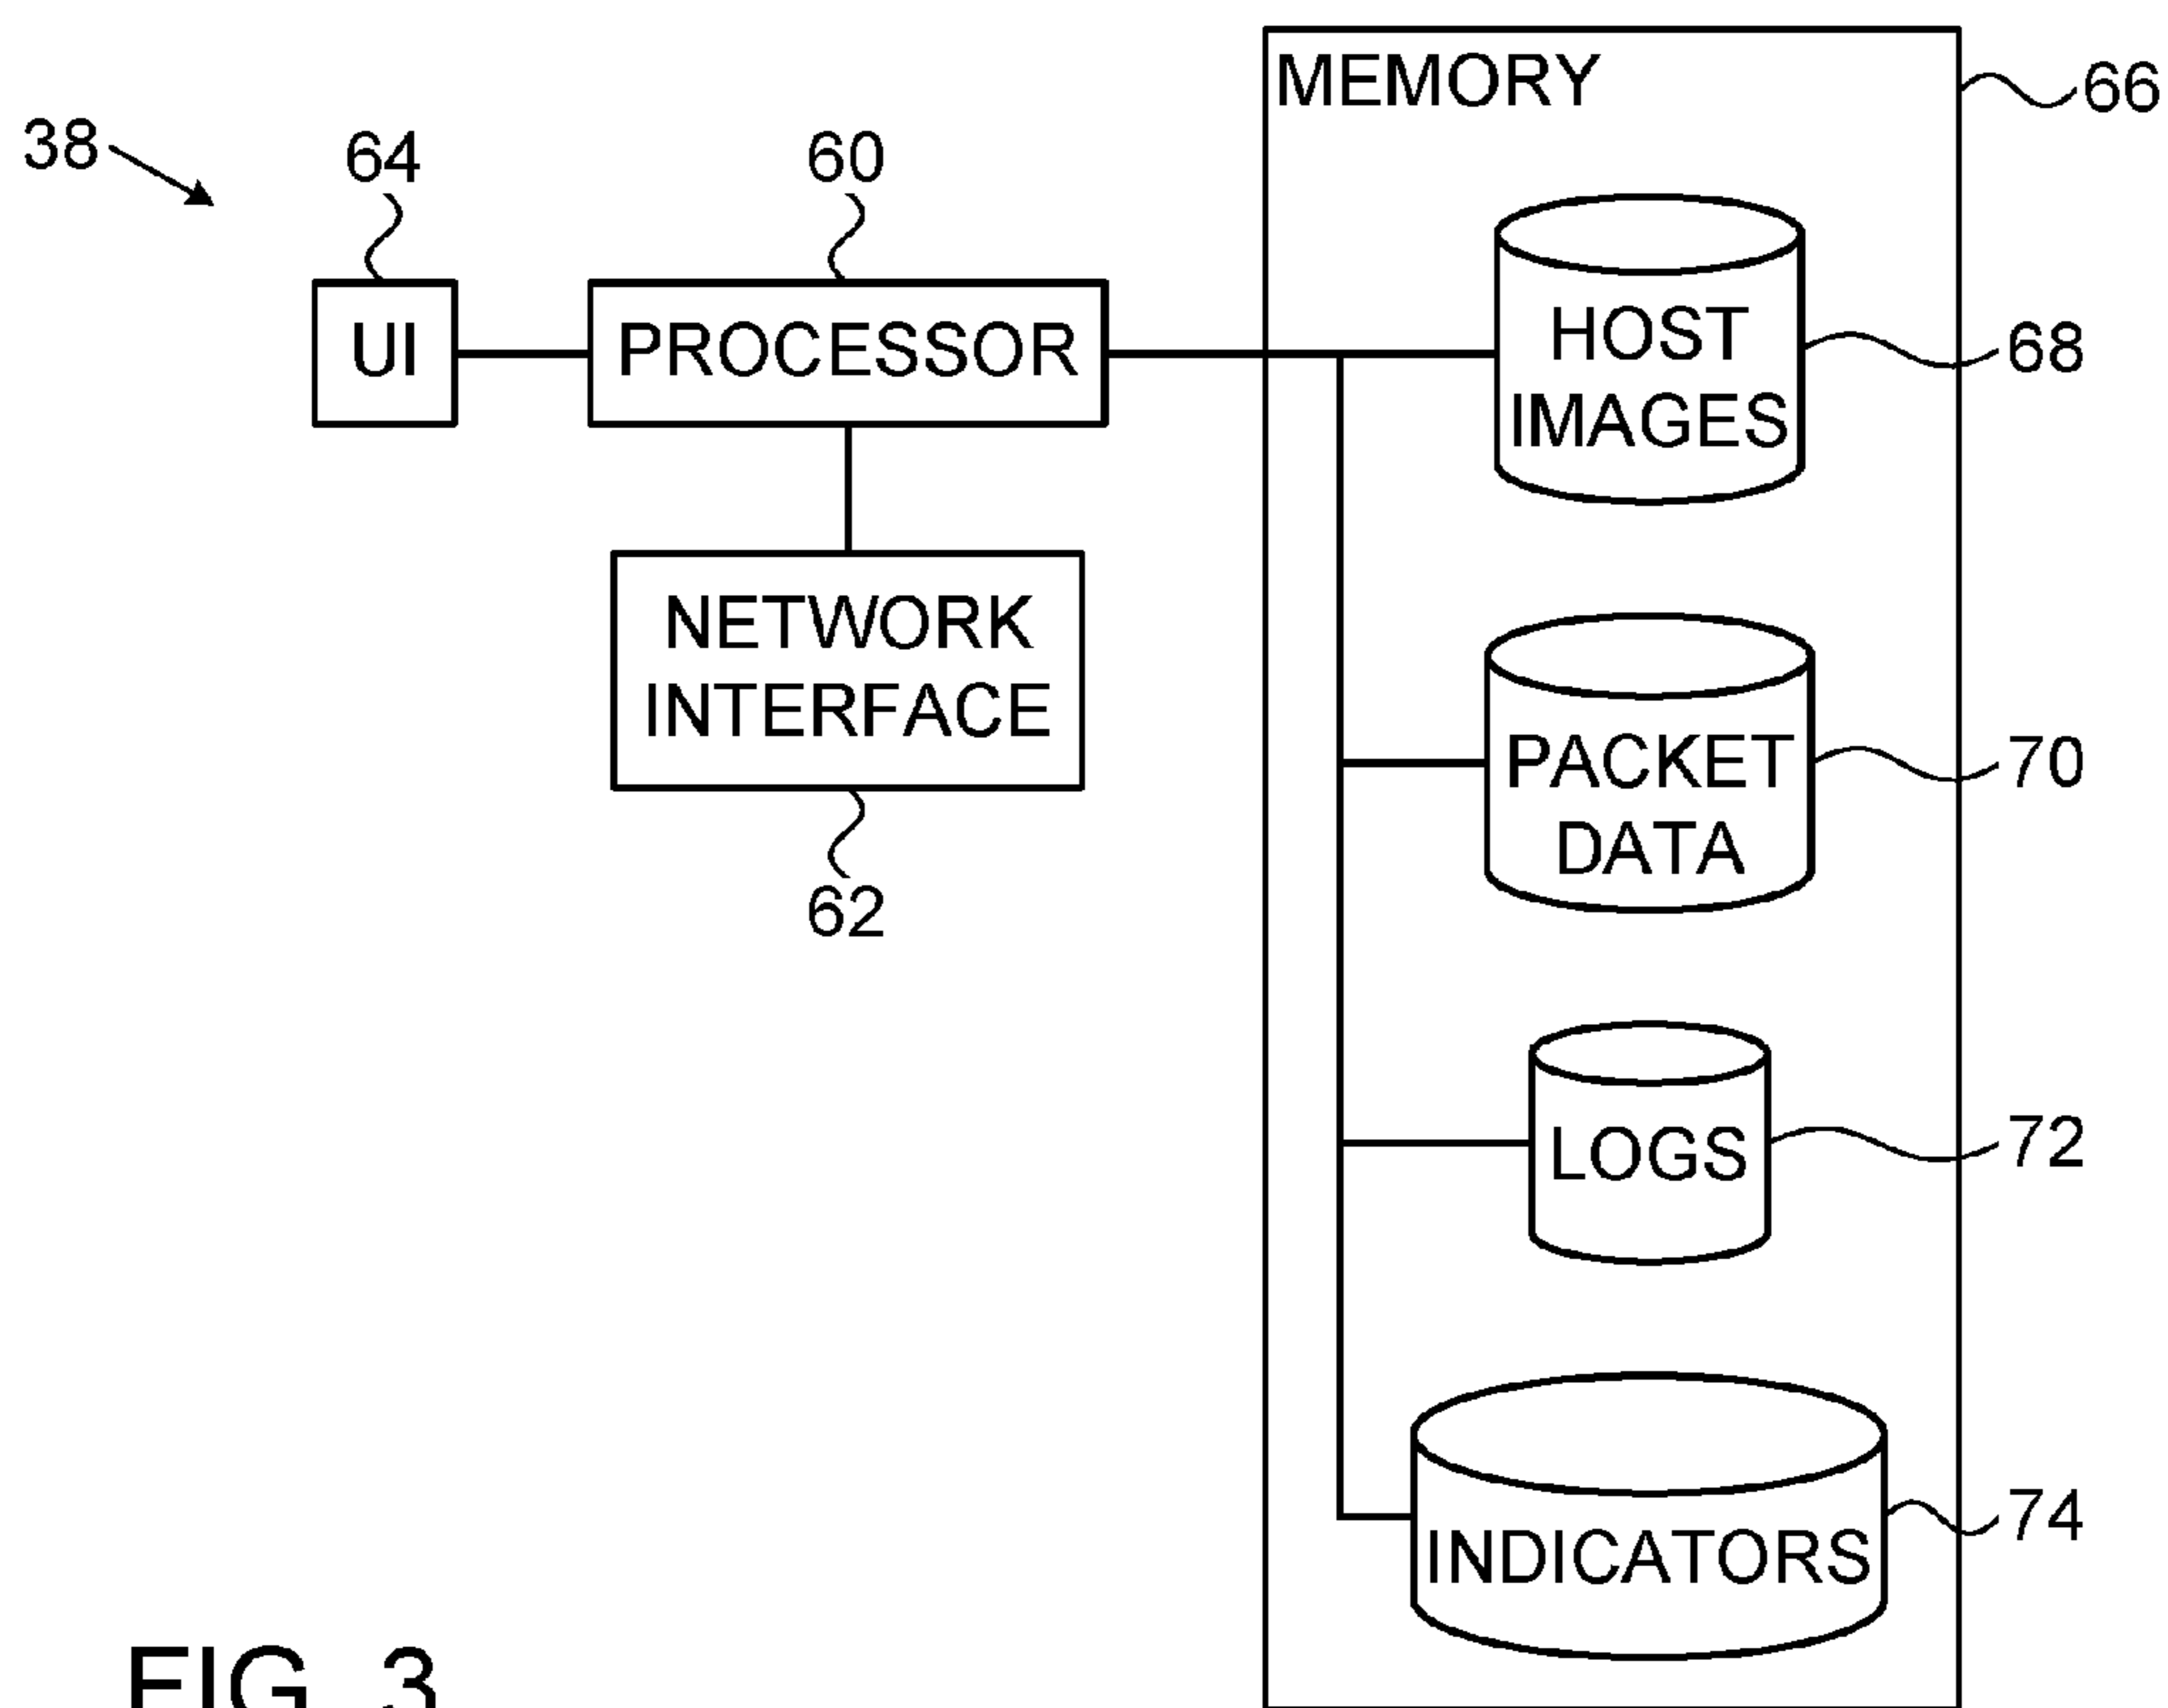 MEMORY
66
38
64
60
UI
PROCESSOR
HOST
IMAGES
68
NETWORK
INTERFACE
62
PACKET
DATA
70
LOGS
72
INDICATORS
74
FIG. 3